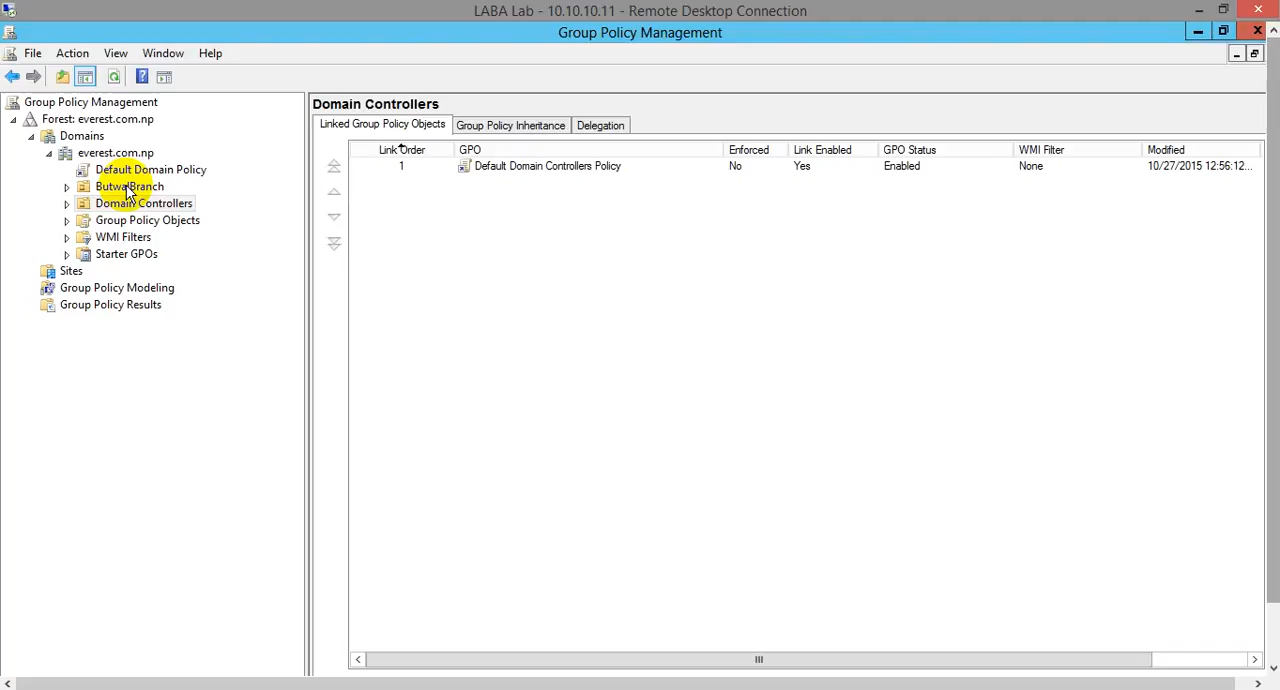 LABA Lab - 10.10.10.11 - Remote Desktop Connection
Group Policy Management
File Action View Window Help
Group Policy Management
Forest: everest.com.np
Domains
everest.com.np
Default Domain Policy
ButwalBranch
Domain Controllers
Group Policy Objects
WMI Filters
Starter GPOs
Sites
Group Policy Modeling
Group Policy Results
Domain Controllers
Linked Group Policy Objects Group Policy Inheritance Delegation
Link Order GPO Enforced Link Enabled GPO Status WMI Filter Modified
1 Default Domain Controllers Policy No Yes Enabled None 10/27/2015 12:56:12...